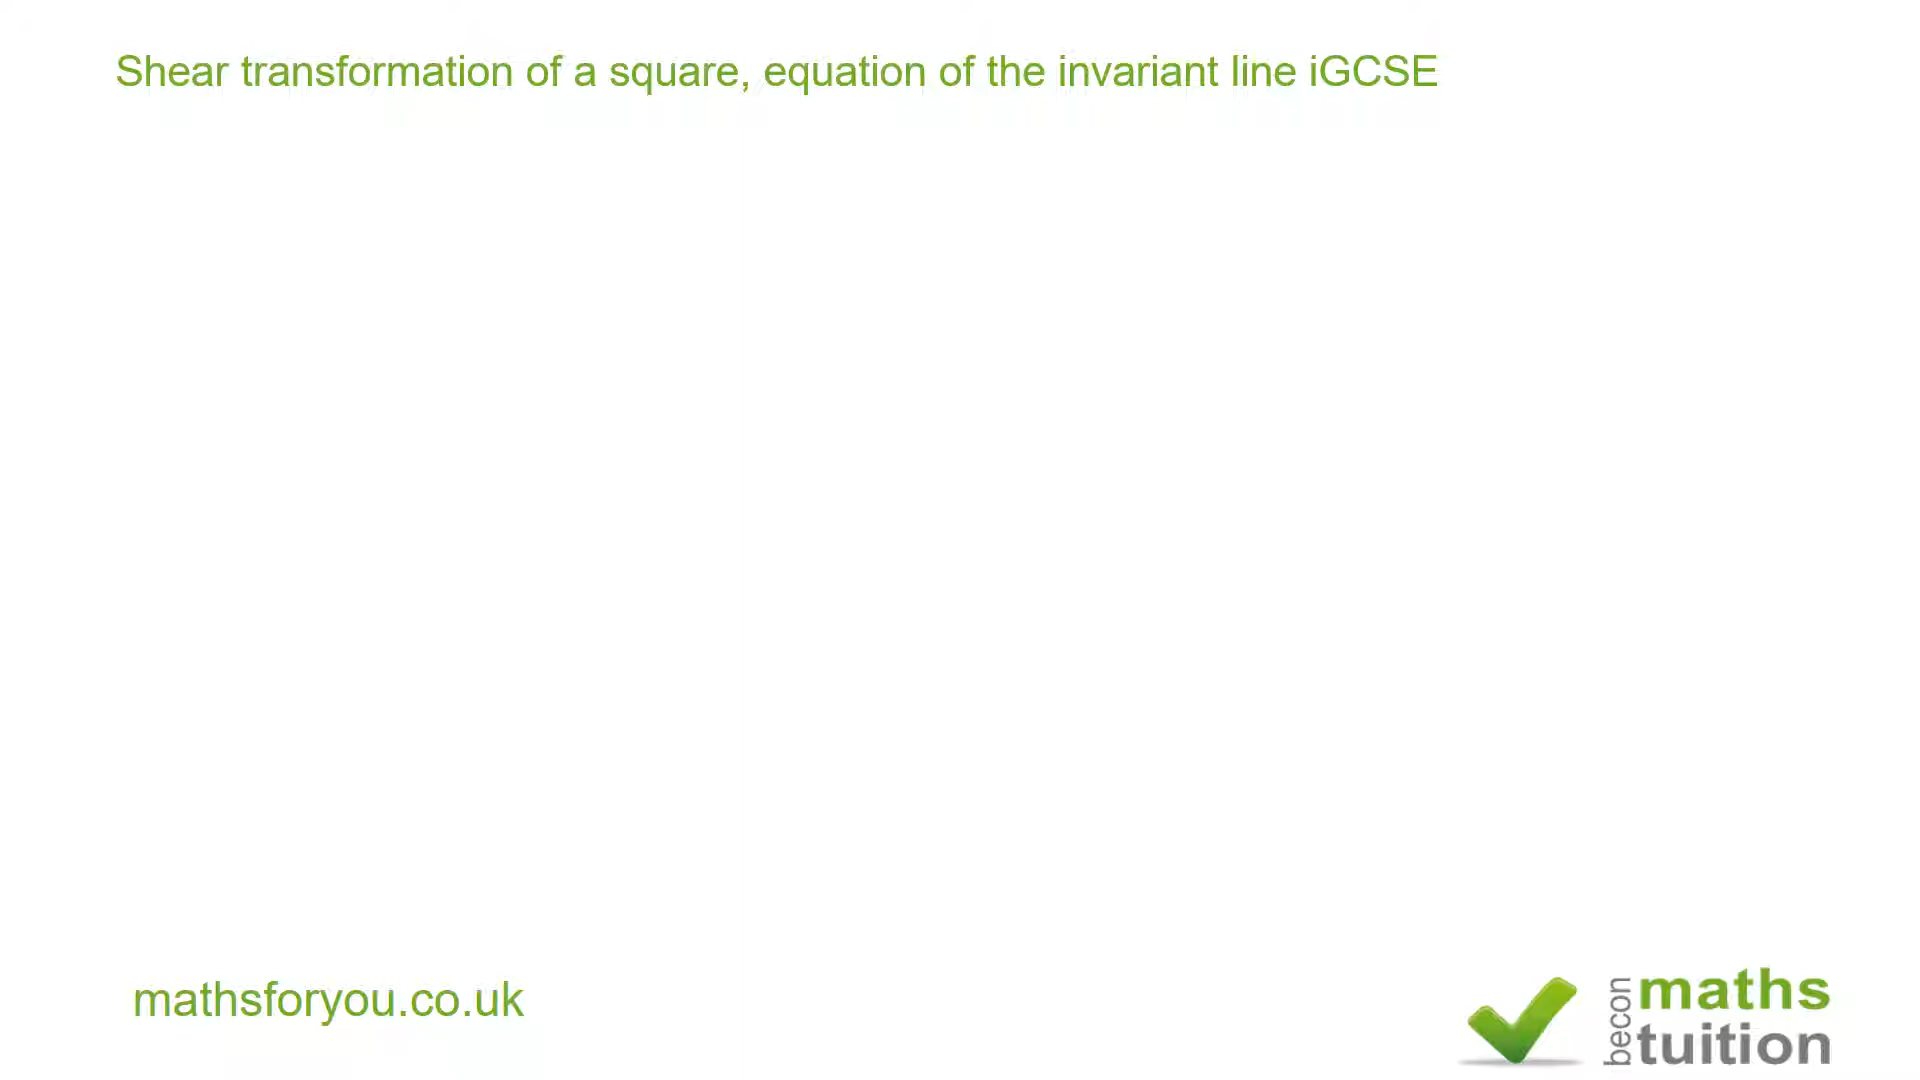 Shear transformation of a square, equation of the invariant line iGCSE
mathsforyou.co.uk
becon
maths
tuition